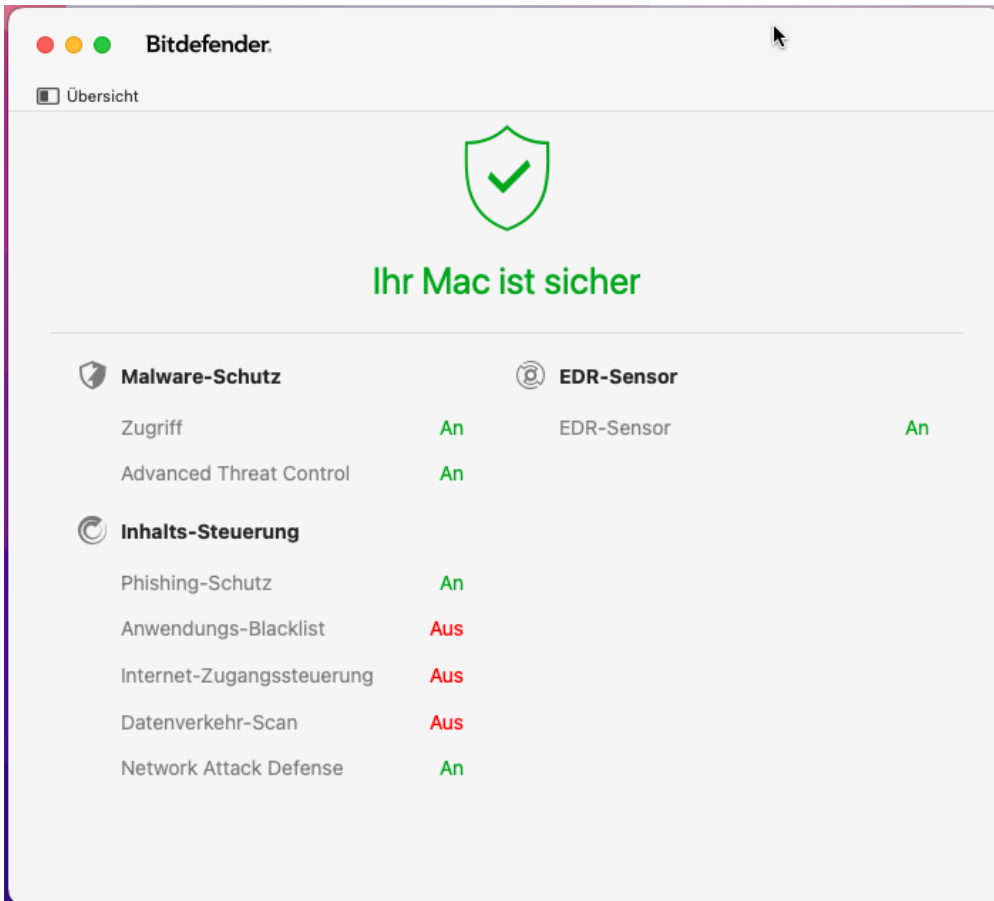 Bitdefender.
Übersicht
Ihr Mac ist sicher
Malware-Schutz
Zugriff An
Advanced Threat Control An
Inhalts-Steuerung
Phishing-Schutz An
Anwendungs-Blacklist Aus
Internet-Zugangssteuerung Aus
Datenverkehr-Scan Aus
Network Attack Defense An
EDR-Sensor
EDR-Sensor An